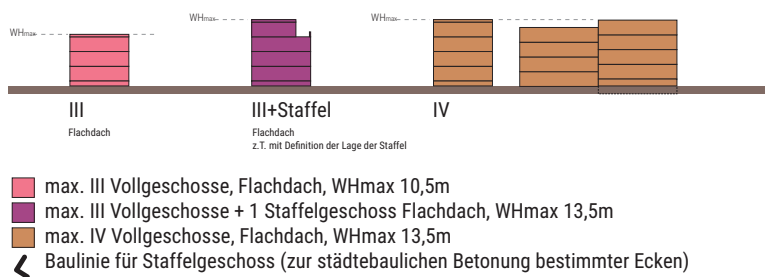 WHmax
WHmax
WHmax
III
Flachdach
III+Staffel
Flachdach
z.T. mit Definition der Lage der Staffel
IV
max. III Vollgeschosse, Flachdach, WHmax 10,5m
max. III Vollgeschosse + 1 Staffelgeschoss Flachdach, WHmax 13,5m
max. IV Vollgeschosse, Flachdach, WHmax 13,5m
Baulinie für Staffelgeschoss (zur städtebaulichen Betonung bestimmter Ecken)